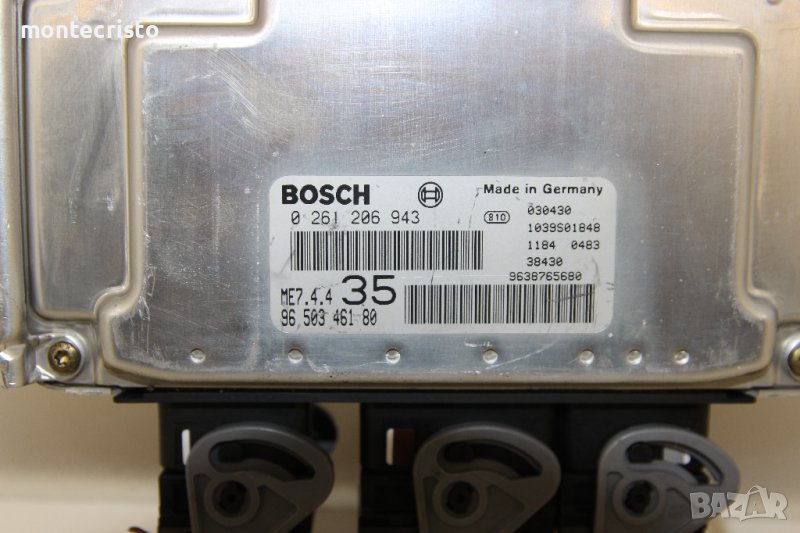 montecristo
BOSCH
Made in Germany
0 261 206 943
810
030430
1039S01848
1184 0483
38430
9638765680
ME7.4.4 35
96 503 461 80
BAZAR